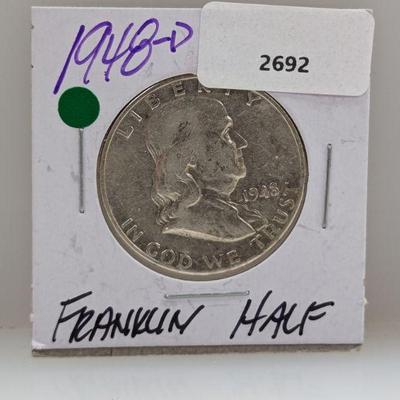 1948-D
2692
LIBERTY
1948
IN GOD WE TRUST
FRANKLIN HALF